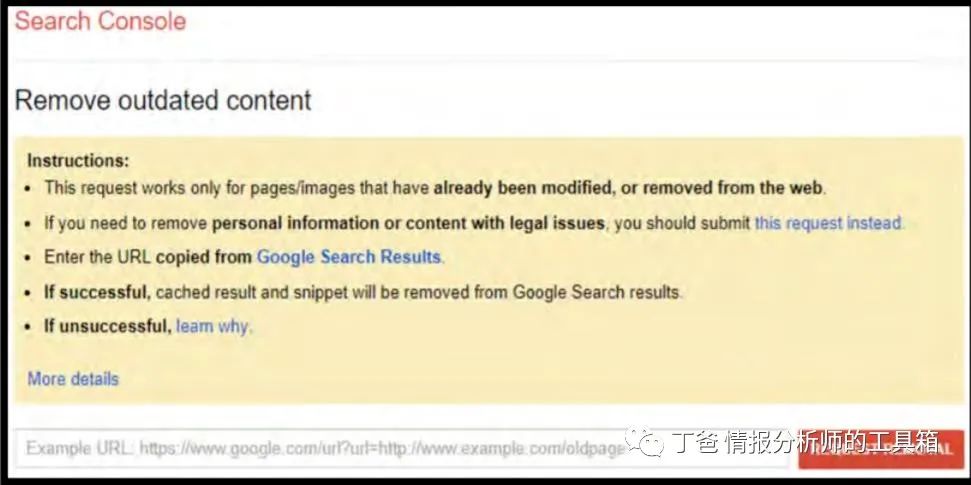 Search Console
Remove outdated content
Instructions:
• This request works only for pages/images that have already been modified, or removed from the web.
• If you need to remove personal information or content with legal issues, you should submit this request instead.
• Enter the URL copied from Google Search Results.
• If successful, cached result and snippet will be removed from Google Search results.
• If unsuccessful, learn why.
More details
Example URL: https://www.google.com/url?url=http://www.example.com/oldpage
丁爸 情报分析师的工具箱